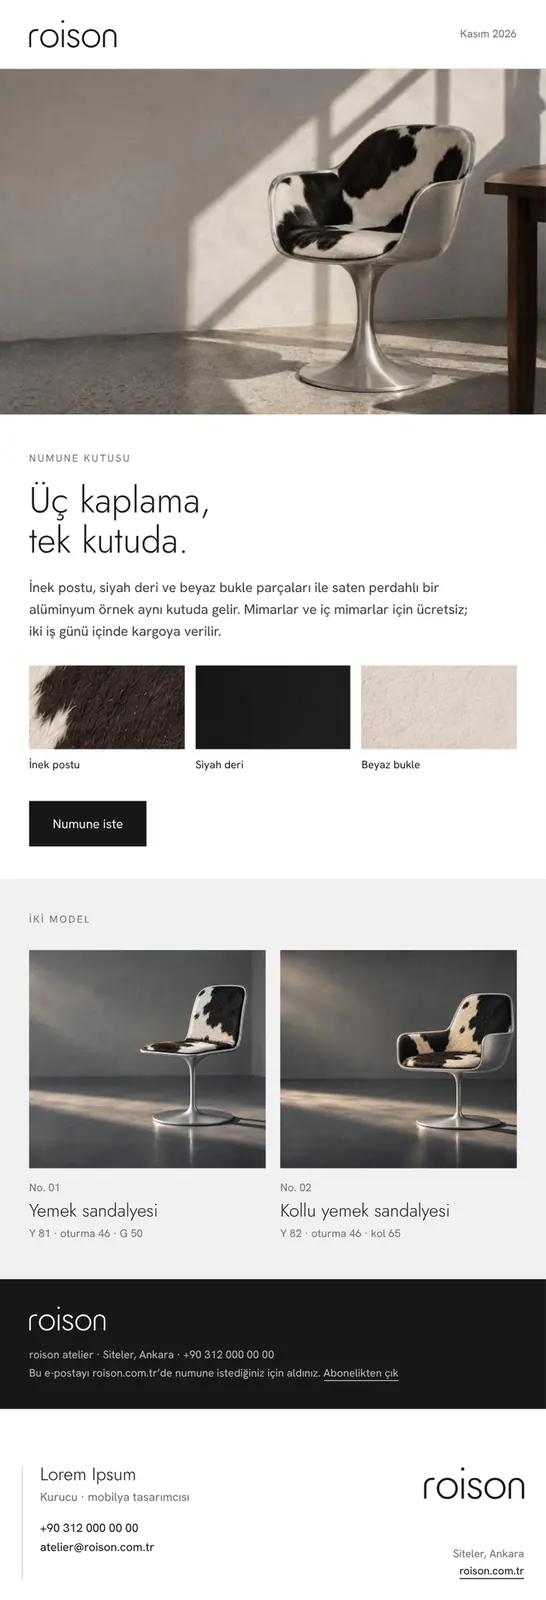 roison
Kasım 2026
NUMUNE KUTUSU
Üç kaplama,
tek kutuda.
İnek postu, siyah deri ve beyaz bukle parçaları ile saten perdahlı bir
alüminyum örnek aynı kutuda gelir. Mimarlar ve iç mimarlar için ücretsiz;
iki iş günü içinde kargoya verilir.
İnek postu
Siyah deri
Beyaz bukle
Numune iste
İKİ MODEL
No. 01
Yemek sandalyesi
Y 81 · oturma 46 · G 50
No. 02
Kollu yemek sandalyesi
Y 82 · oturma 46 · kol 65
roison
roison atelier · Siteler, Ankara · +90 312 000 00 00
Bu e-postayı roison.com.tr’de numune istediğiniz için aldınız. Abonelikten çık
Lorem Ipsum
Kurucu · mobilya tasarımcısı
+90 312 000 00 00
atelier@roison.com.tr
roison
Siteler, Ankara
roison.com.tr